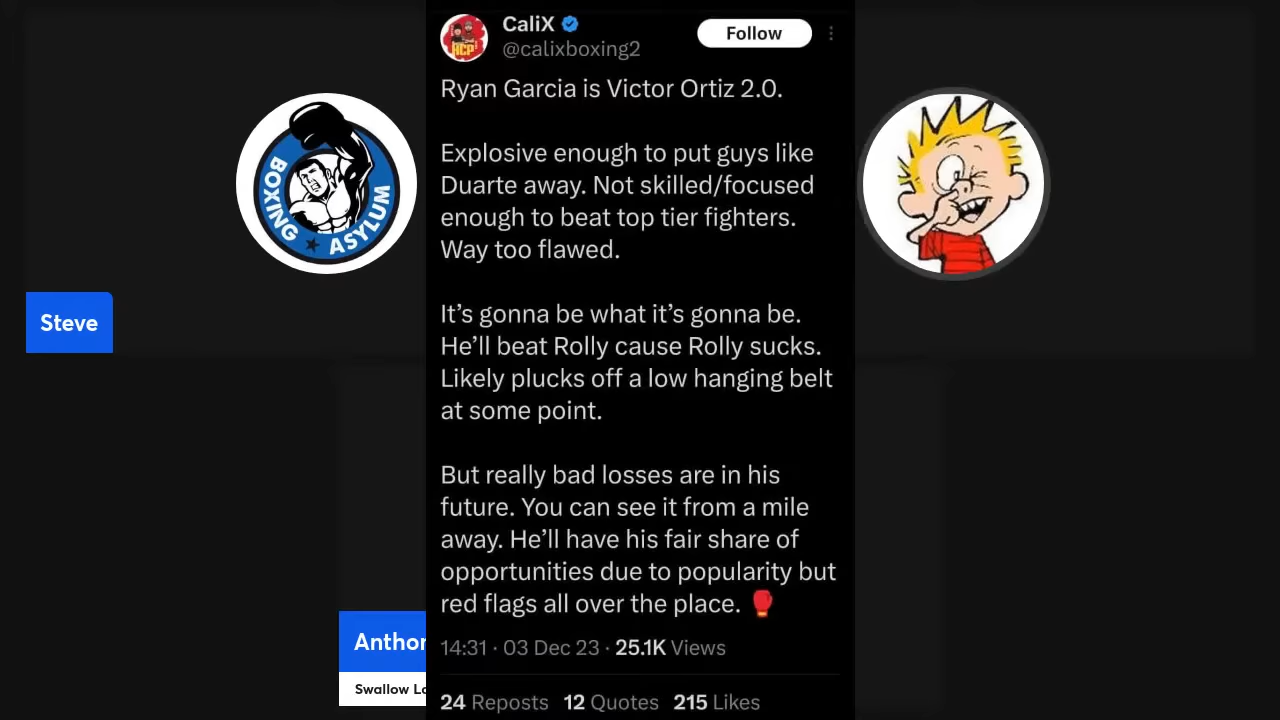 CaliX
@calixboxing2
Follow
Ryan Garcia is Victor Ortiz 2.0.
Explosive enough to put guys like
Duarte away. Not skilled/focused
enough to beat top tier fighters.
Way too flawed.
It’s gonna be what it’s gonna be.
He’ll beat Rolly cause Rolly sucks.
Likely plucks off a low hanging belt
at some point.
But really bad losses are in his
future. You can see it from a mile
away. He’ll have his fair share of
opportunities due to popularity but
red flags all over the place. 🥊
14:31 · 03 Dec 23 · 25.1K Views
24 Reposts 12 Quotes 215 Likes
BOXING ★ ASYLUM
Steve
HCP
Anthor
Swallow Lo